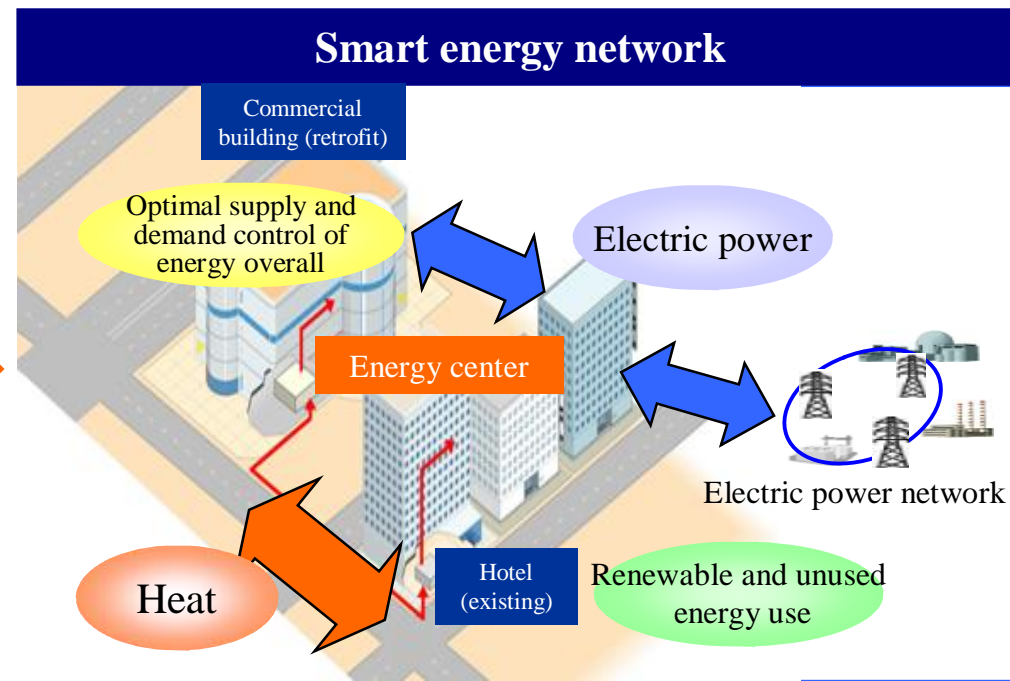 Smart energy network
Commercial
building (retrofit)
Optimal supply and
demand control of
energy overall
Electric power
Energy center
Electric power network
Heat
Hotel
(existing)
Renewable and unused
energy use